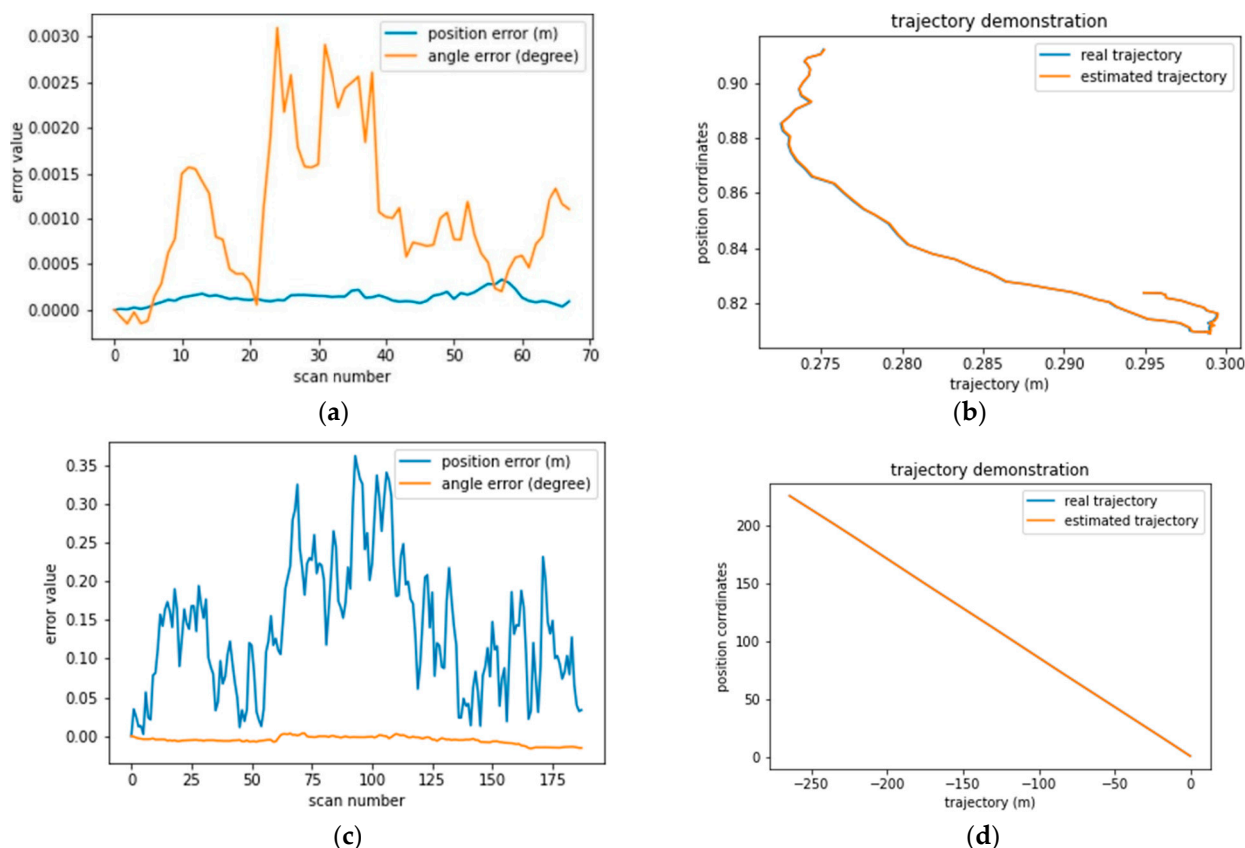 0.0030
0.0025
0.0020
0.0015
0.0010
0.0005
0.0000
error value
position error (m)
angle error (degree)
0 10 20 30 40 50 60 70
scan number
(a)
trajectory demonstration
real trajectory
estimated trajectory
0.90
0.88
0.86
0.84
0.82
position corrdinates
0.275 0.280 0.285 0.290 0.295 0.300
trajectory (m)
(b)
0.35
0.30
0.25
0.20
0.15
0.10
0.05
0.00
error value
position error (m)
angle error (degree)
0 25 50 75 100 125 150 175
scan number
(c)
trajectory demonstration
real trajectory
estimated trajectory
200
150
100
50
0
position corrdinates
−250 −200 −150 −100 −50 0
trajectory (m)
(d)